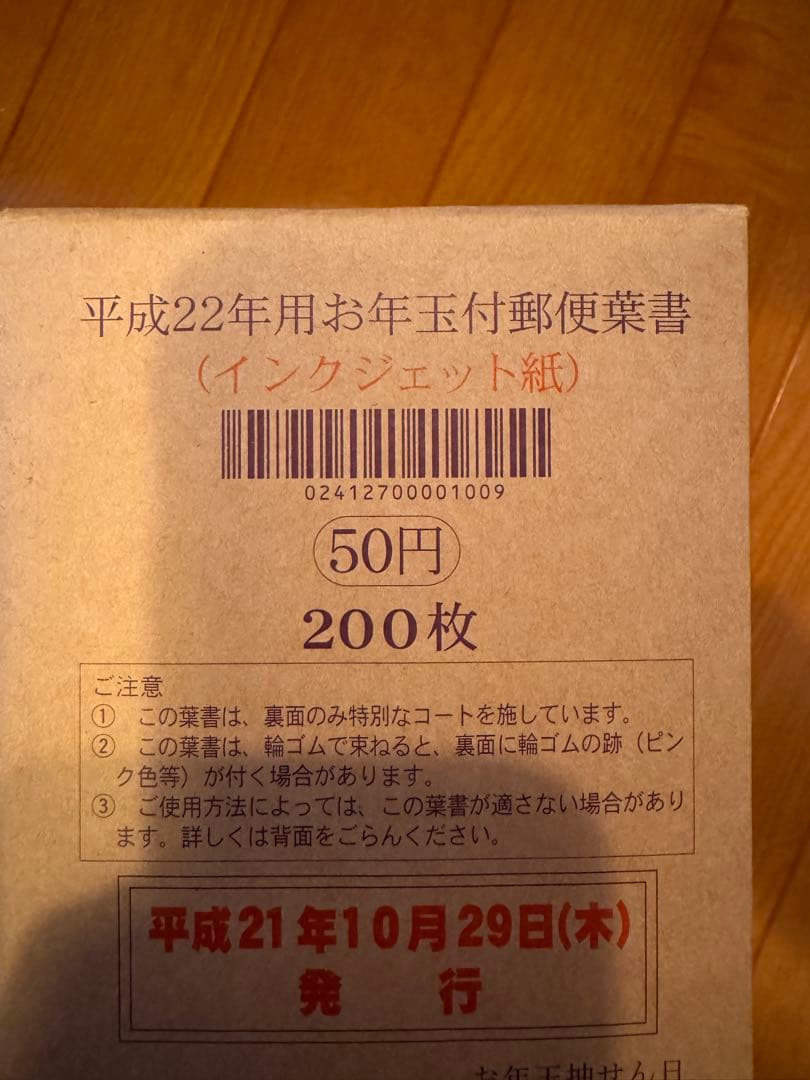 平成22年用お年玉付郵便葉書
(インクジェット紙)
02412700001009
50円
200枚
ご注意
① この葉書は、裏面のみ特別なコートを施しています。
② この葉書は、輪ゴムで束ねると、裏面に輪ゴムの跡（ピン
ク色等）が付く場合があります。
③ ご使用方法によっては、この葉書が適さない場合があり
ます。詳しくは背面をごらんください。
平成21年10月29日(木)
発 行
お年玉抽せん日